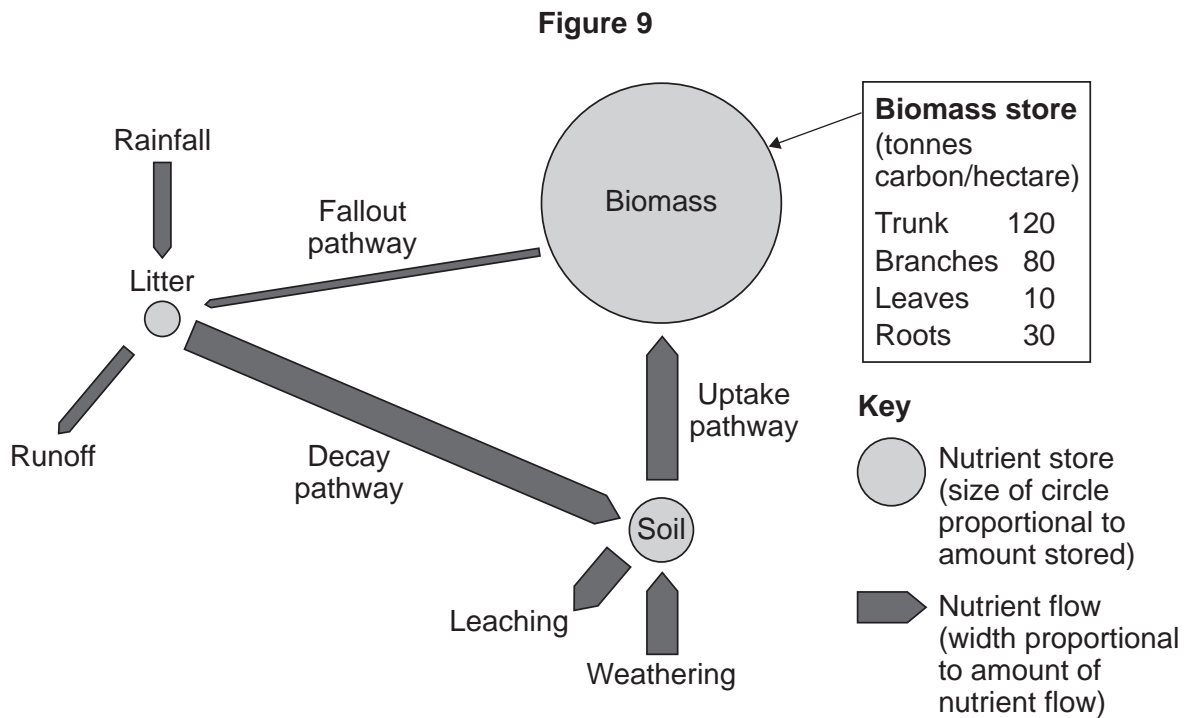 Figure 9
Rainfall
Litter
Runoff
Fallout
pathway
Biomass
Biomass store
(tonnes
carbon/hectare)
Trunk 120
Branches 80
Leaves 10
Roots 30
Decay
pathway
Uptake
pathway
Soil
Leaching
Weathering
Key
Nutrient store
(size of circle
proportional to
amount stored)
Nutrient flow
(width proportional
to amount of
nutrient flow)